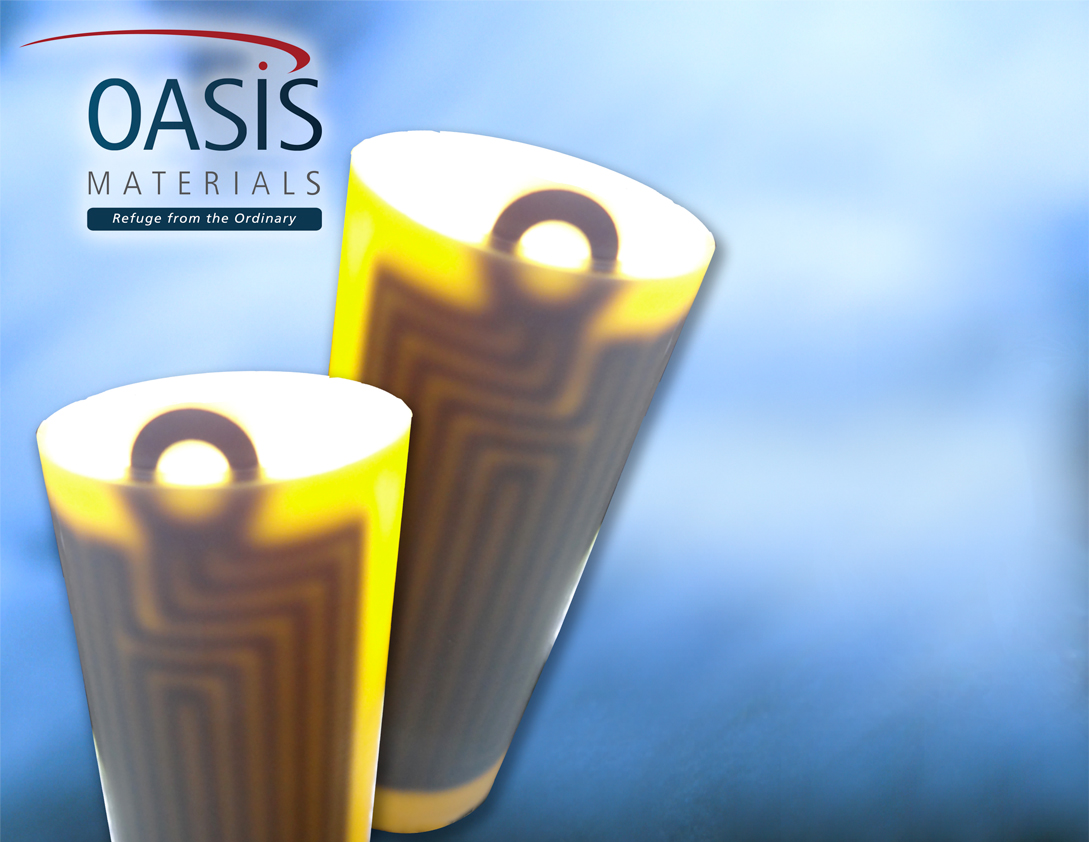 OASiS
MATERIALS
Refuge from the Ordinary